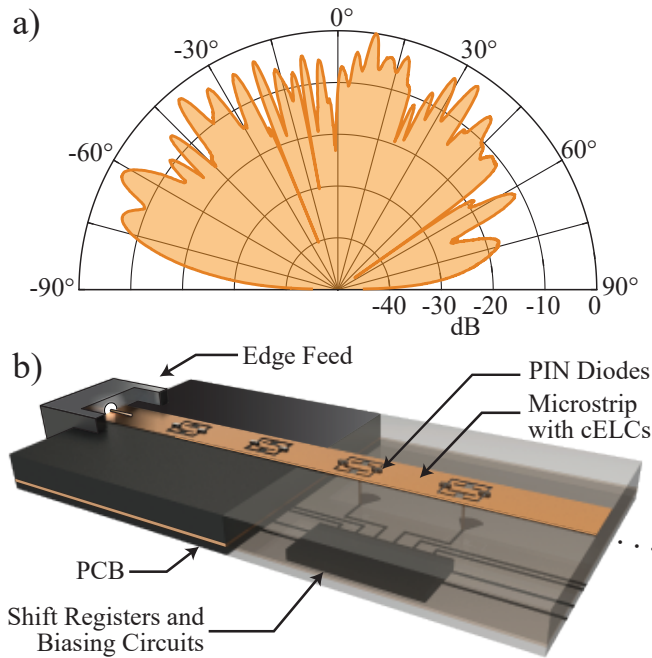 a)
0°
-30°
30°
-60°
60°
-90°
90°
-40
-30
-20
-10
0
dB
b)
Edge Feed
PIN Diodes
Microstrip
with cELCs
PCB
Shift Registers and
Biasing Circuits
. . .